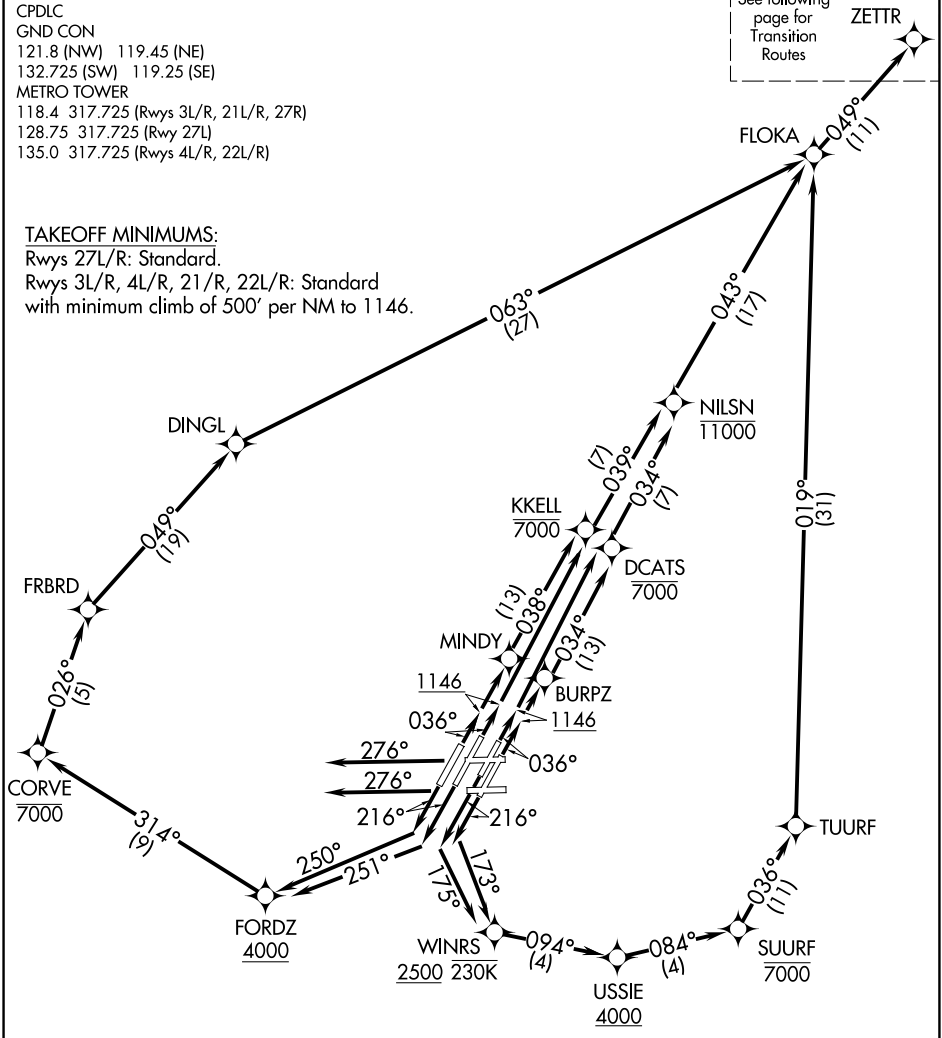 CPDLC
GND CON
121.8 (NW) 119.45 (NE)
132.725 (SW) 119.25 (SE)
METRO TOWER
118.4 317.725 (Rwys 3L/R, 21L/R, 27R)
128.75 317.725 (Rwy 27L)
135.0 317.725 (Rwys 4L/R, 22L/R)
See following
page for
Transition
Routes
ZETTR
049°
(11)
FLOKA
TAKEOFF MINIMUMS:
Rwys 27L/R: Standard.
Rwys 3L/R, 4L/R, 21/R, 22L/R: Standard
with minimum climb of 500' per NM to 1146.
063°
(27)
043°
(17)
DINGL
NILSN
11000
(7)
039°
034°
(7)
019°
(31)
KKELL
7000
049°
(19)
DCATS
7000
FRBRD
(13)
038°
034°
(13)
MINDY
026°
(5)
1146
BURPZ
1146
036°
036°
276°
276°
CORVE
7000
216°
216°
TUURF
314°
(9)
250°
251°
175°
173°
036°
(11)
FORDZ
4000
WINRS
2500 230K
094°
(4)
084°
(4)
SUURF
7000
USSIE
4000